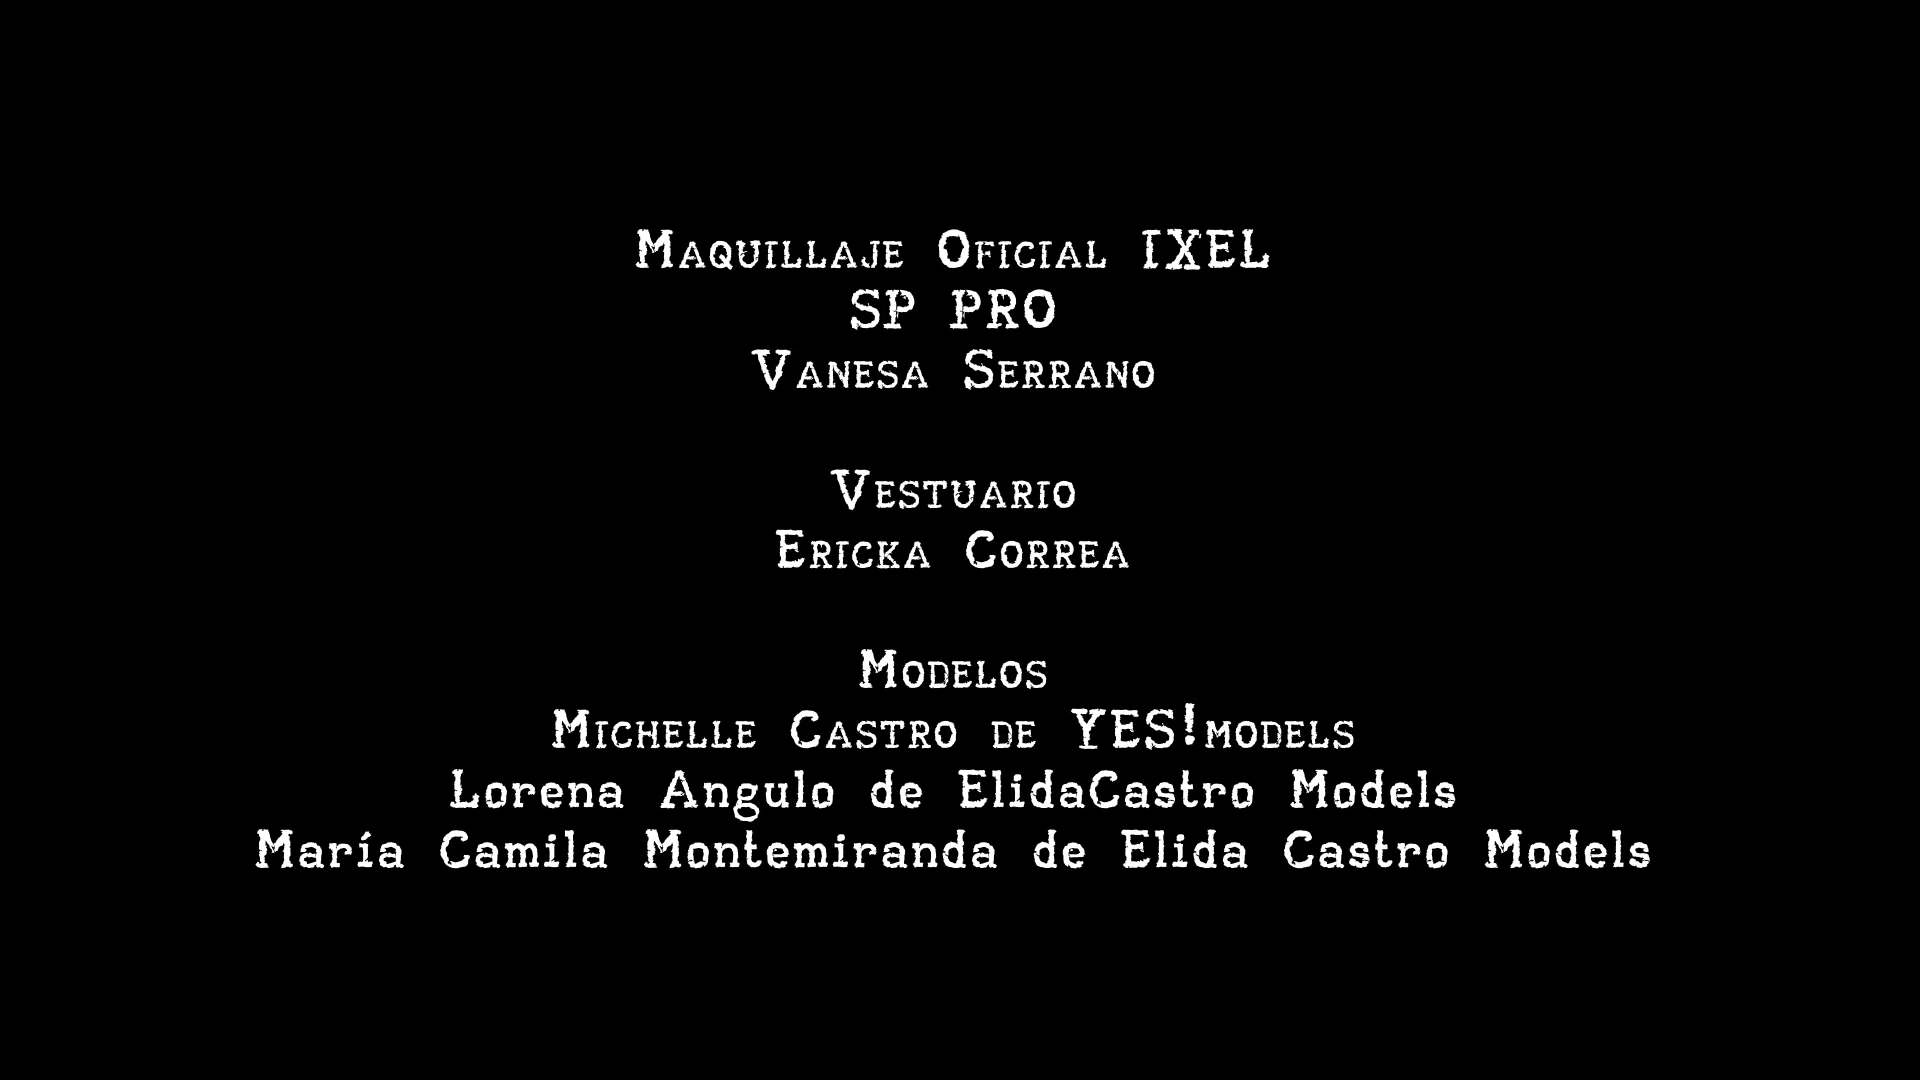 Maquillaje Oficial IXEL
SP PRO
Vanesa Serrano
Vestuario
Ericka Correa
Modelos
Michelle Castro de YES!models
Lorena Angulo de ElidaCastro Models
María Camila Montemiranda de Elida Castro Models